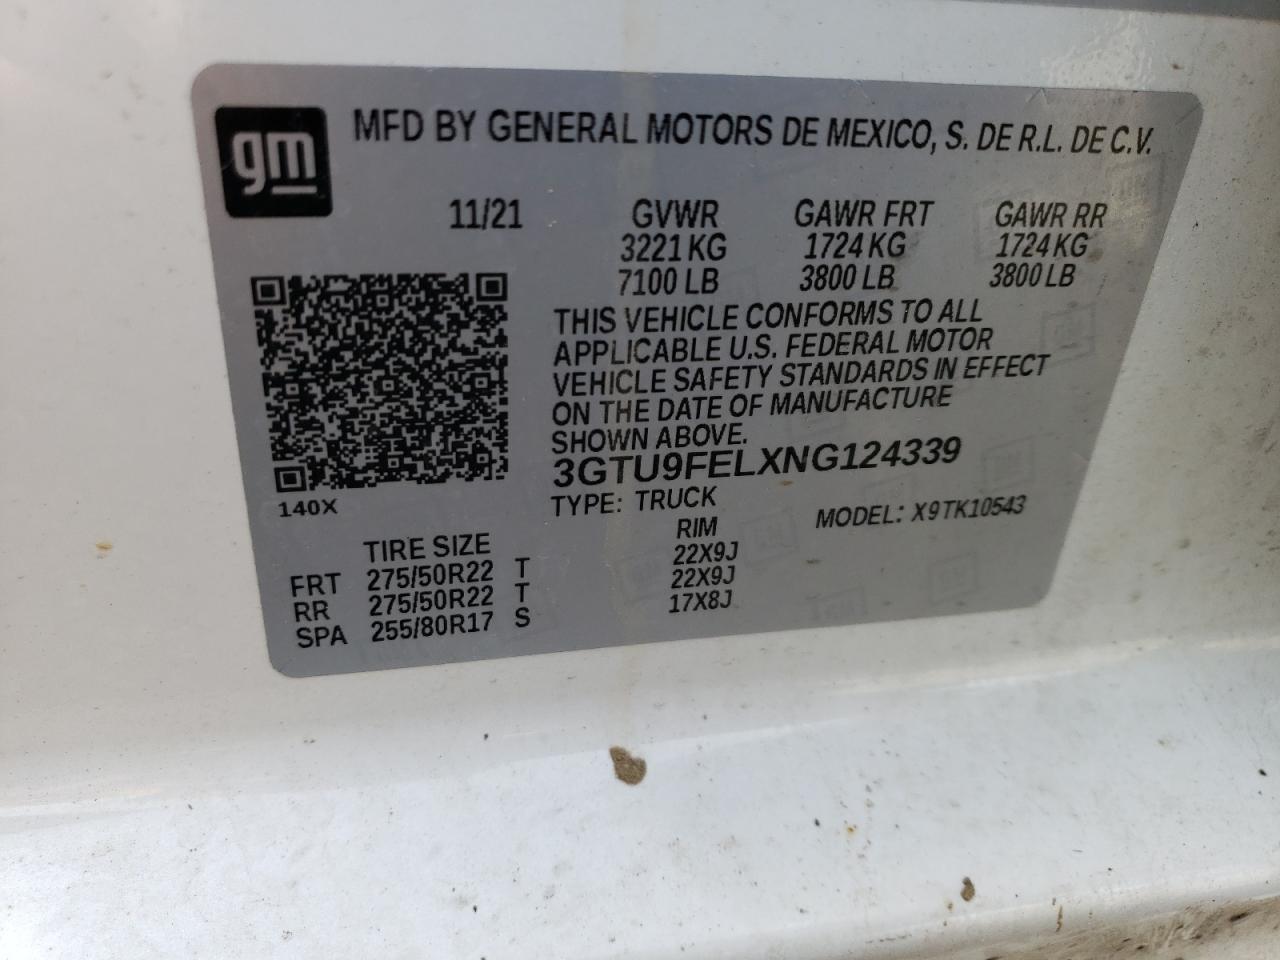 gm
MFD BY GENERAL MOTORS DE MEXICO, S. DE R.L. DE C.V.
11/21 GVWR GAWR FRT GAWR RR
3221 KG 1724 KG 1724 KG
7100 LB 3800 LB 3800 LB
THIS VEHICLE CONFORMS TO ALL
APPLICABLE U.S. FEDERAL MOTOR
VEHICLE SAFETY STANDARDS IN EFFECT
ON THE DATE OF MANUFACTURE
SHOWN ABOVE.
3GTU9FELXNG124339
140X
TYPE: TRUCK MODEL: X9TK10543
TIRE SIZE RIM
FRT 275/50R22 T 22X9J
RR 275/50R22 T 22X9J
SPA 255/80R17 S 17X8J